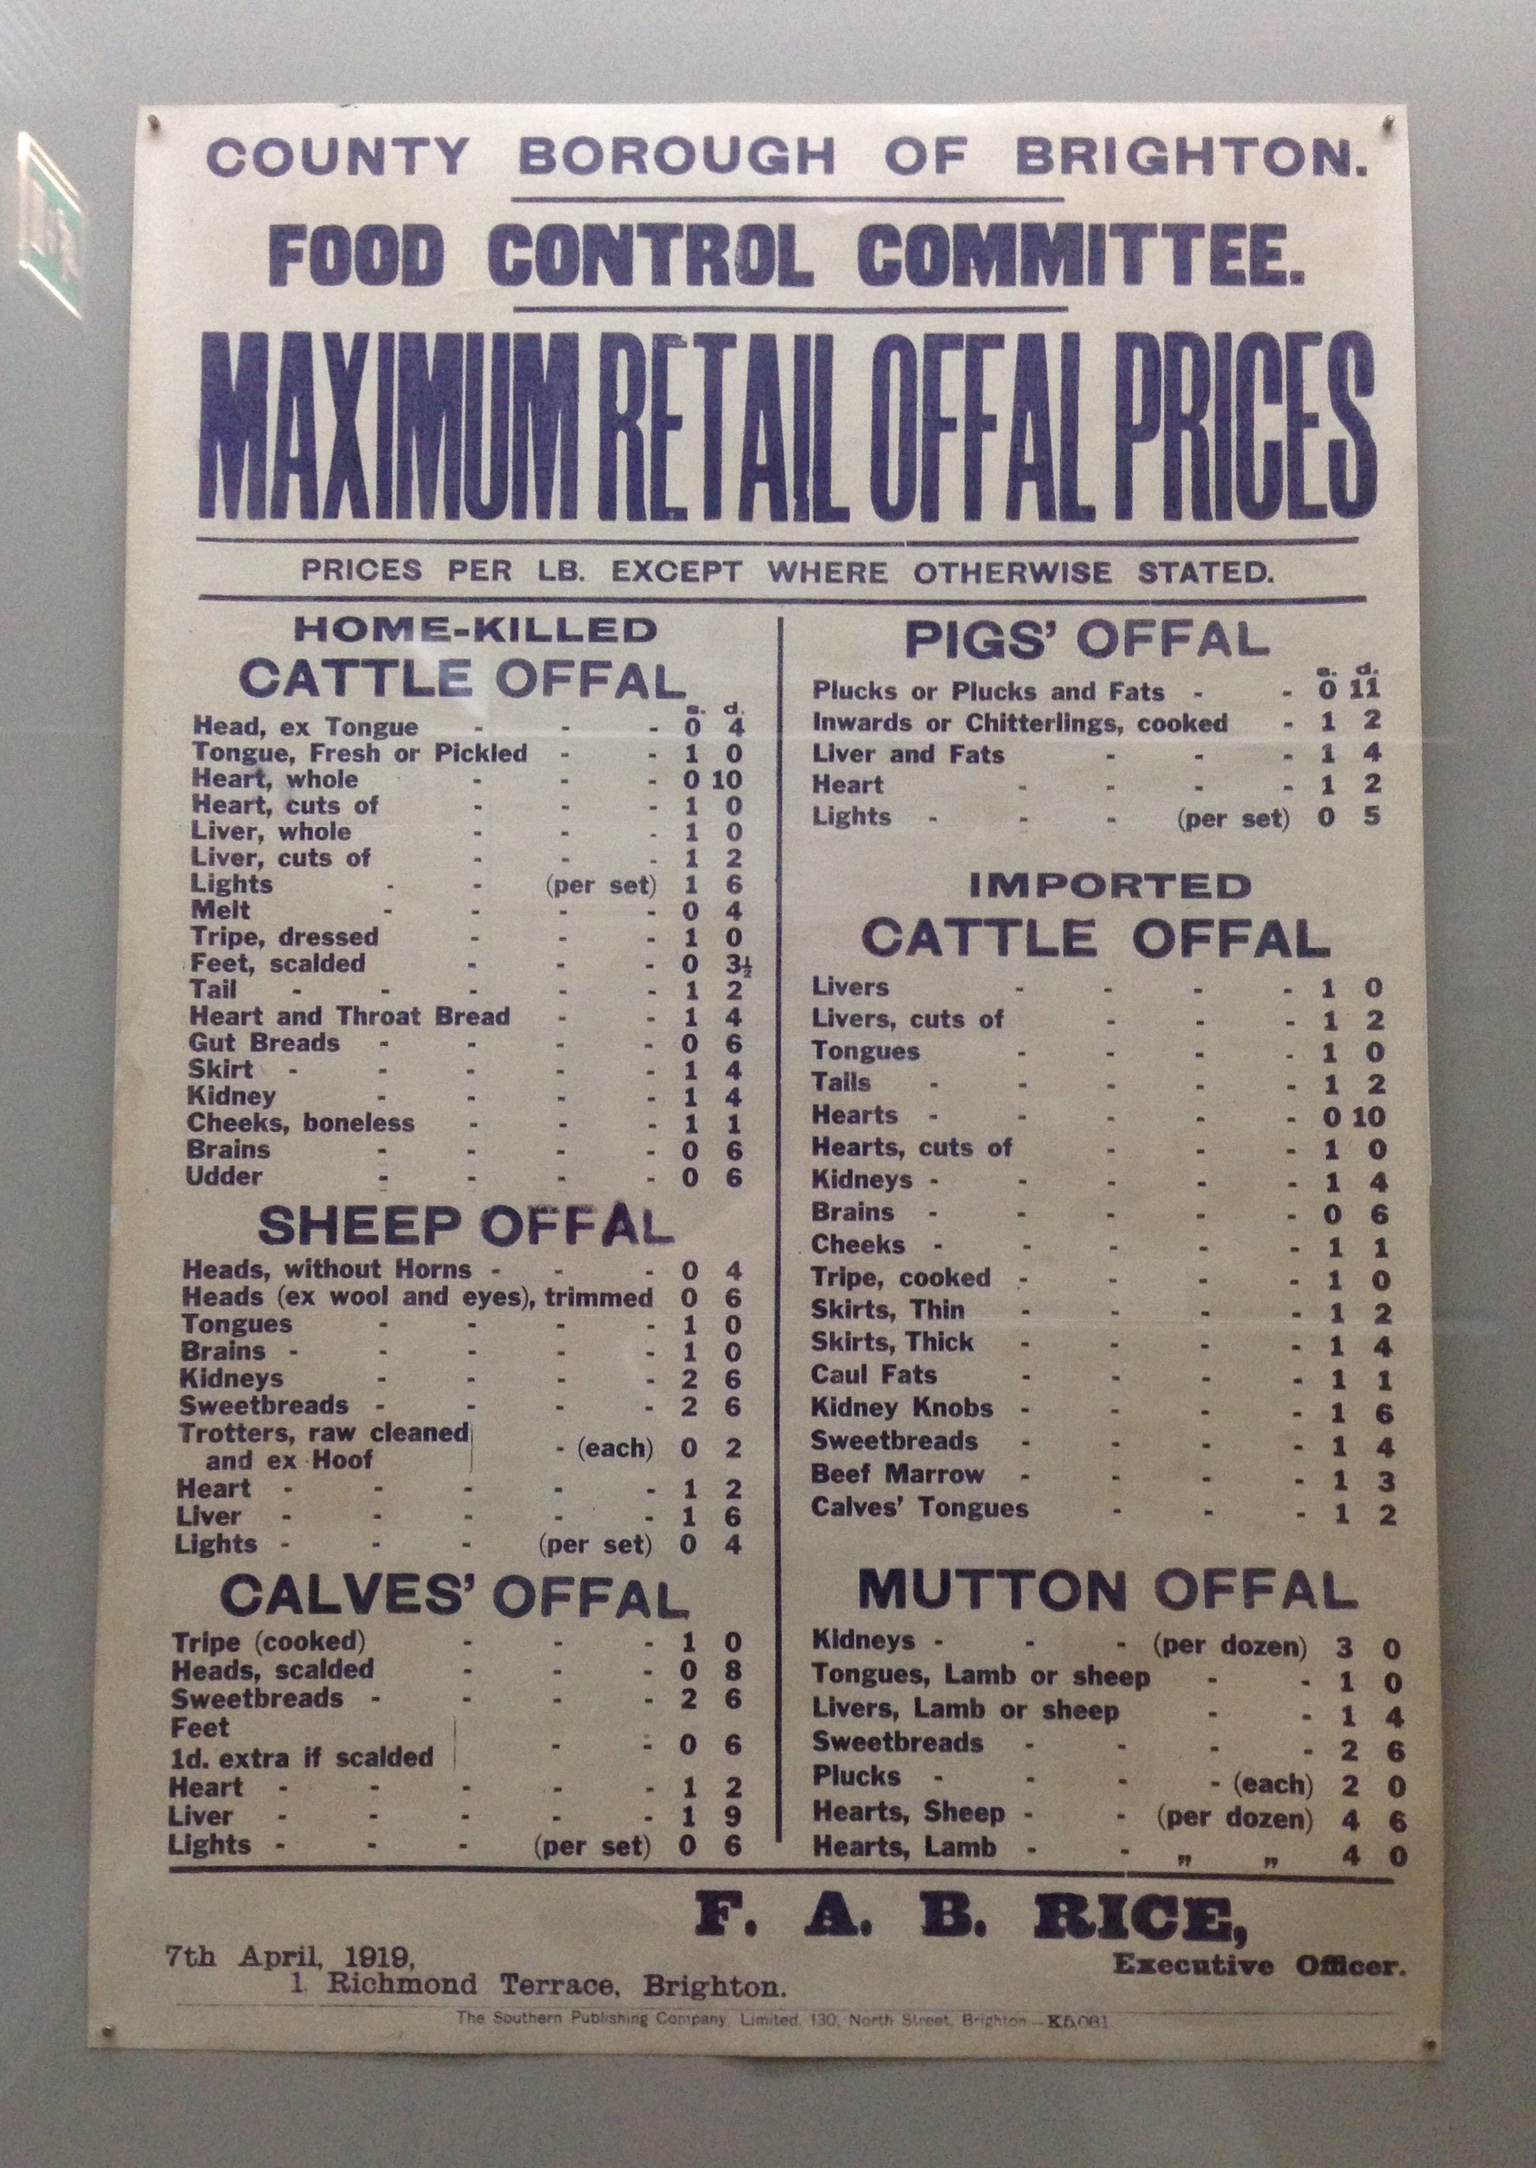 COUNTY BOROUGH OF BRIGHTON.
FOOD CONTROL COMMITTEE.
MAXIMUM RETAIL OFFAL PRICES
PRICES PER LB. EXCEPT WHERE OTHERWISE STATED.
HOME-KILLED
CATTLE OFFAL
s. d.
Head, ex Tongue - - - 0 4
Tongue, Fresh or Pickled - - 1 0
Heart, whole - - - 0 10
Heart, cuts of - - - 1 0
Liver, whole - - - 1 0
Liver, cuts of - - - 1 2
Lights - - (per set) 1 6
Melt - - - - 0 4
Tripe, dressed - - - 1 0
Feet, scalded - - - 0 3½
Tail - - - - - 1 2
Heart and Throat Bread - - 1 4
Gut Breads - - - - 0 6
Skirt - - - - - 1 4
Kidney - - - - 1 4
Cheeks, boneless - - - 1 1
Brains - - - - 0 6
Udder - - - - 0 6
SHEEP OFFAL
Heads, without Horns - - - 0 4
Heads (ex wool and eyes), trimmed 0 6
Tongues - - - - 1 0
Brains - - - - - 1 0
Kidneys - - - - 2 6
Sweetbreads - - - - 2 6
Trotters, raw cleaned
and ex Hoof - (each) 0 2
Heart - - - - - 1 2
Liver - - - - - 1 6
Lights - - - (per set) 0 4
CALVES' OFFAL
Tripe (cooked) - - - 1 0
Heads, scalded - - - 0 8
Sweetbreads - - - - 2 6
Feet
1d. extra if scalded - - 0 6
Heart - - - - - 1 2
Liver - - - - - 1 9
Lights - - - (per set) 0 6
PIGS' OFFAL
s. d.
Plucks or Plucks and Fats - - 0 11
Inwards or Chitterlings, cooked - 1 2
Liver and Fats - - - 1 4
Heart - - - - 1 2
Lights - - - (per set) 0 5
IMPORTED
CATTLE OFFAL
Livers - - - - 1 0
Livers, cuts of - - - 1 2
Tongues - - - - 1 0
Tails - - - - - 1 2
Hearts - - - - - 0 10
Hearts, cuts of - - - 1 0
Kidneys - - - - - 1 4
Brains - - - - - 0 6
Cheeks - - - - - 1 1
Tripe, cooked - - - - 1 0
Skirts, Thin - - - - 1 2
Skirts, Thick - - - - 1 4
Caul Fats - - - - 1 1
Kidney Knobs - - - - 1 6
Sweetbreads - - - - 1 4
Beef Marrow - - - - 1 3
Calves' Tongues - - - 1 2
MUTTON OFFAL
Kidneys - - - (per dozen) 3 0
Tongues, Lamb or sheep - - 1 0
Livers, Lamb or sheep - - 1 4
Sweetbreads - - - - 2 6
Plucks - - - - (each) 2 0
Hearts, Sheep - - (per dozen) 4 6
Hearts, Lamb - - „ „ 4 0
F. A. B. RICE,
Executive Officer.
7th April, 1919,
1 Richmond Terrace, Brighton.
The Southern Publishing Company, Limited, 130, North Street, Brighton—K5,081